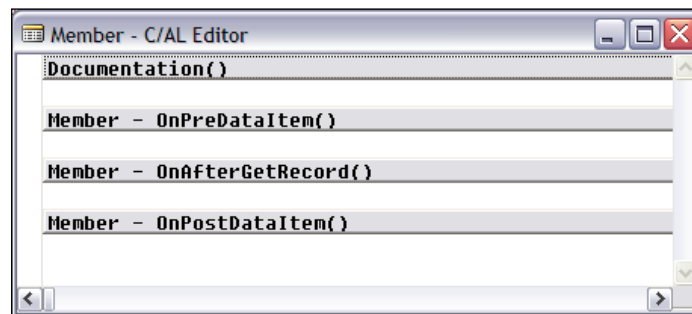 Member - C/AL Editor
Documentation()
Member - OnPreDataItem()
Member - OnAfterGetRecord()
Member - OnPostDataItem()